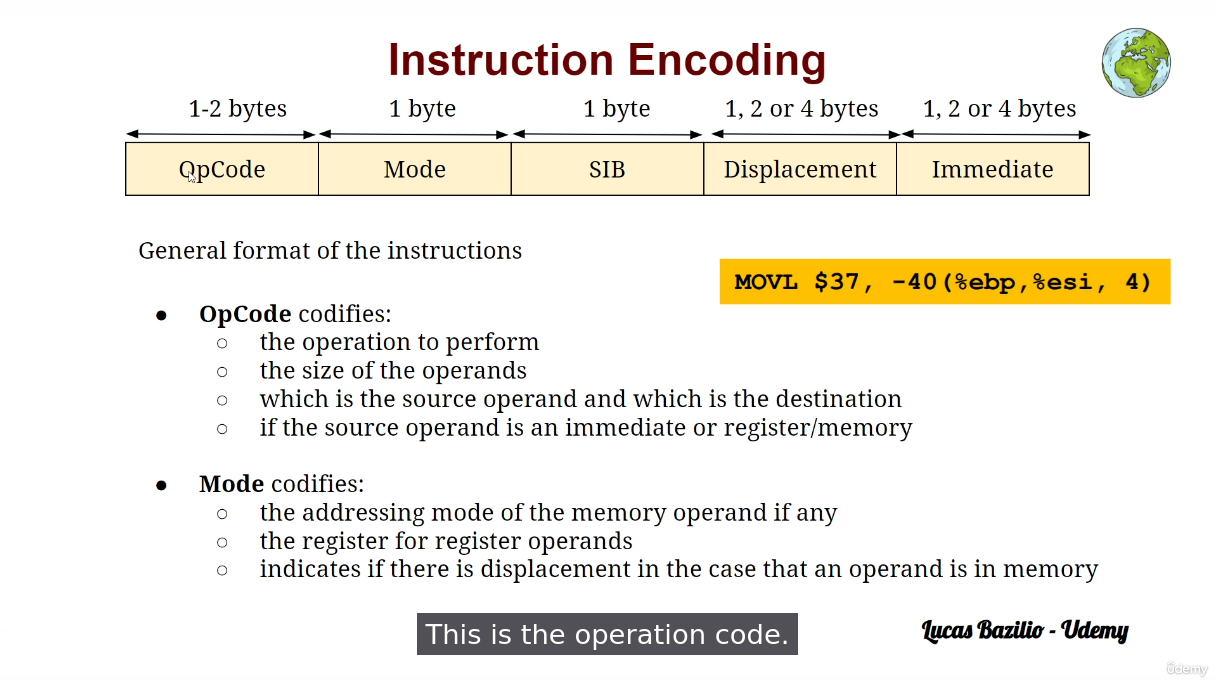 Instruction Encoding
1-2 bytes 1 byte 1 byte 1, 2 or 4 bytes 1, 2 or 4 bytes
OpCode Mode SIB Displacement Immediate
General format of the instructions
MOVL $37, -40(%ebp,%esi, 4)
● OpCode codifies:
○ the operation to perform
○ the size of the operands
○ which is the source operand and which is the destination
○ if the source operand is an immediate or register/memory
● Mode codifies:
○ the addressing mode of the memory operand if any
○ the register for register operands
○ indicates if there is displacement in the case that an operand is in memory
This is the operation code.
Lucas Bazilio - Udemy
ûdemy